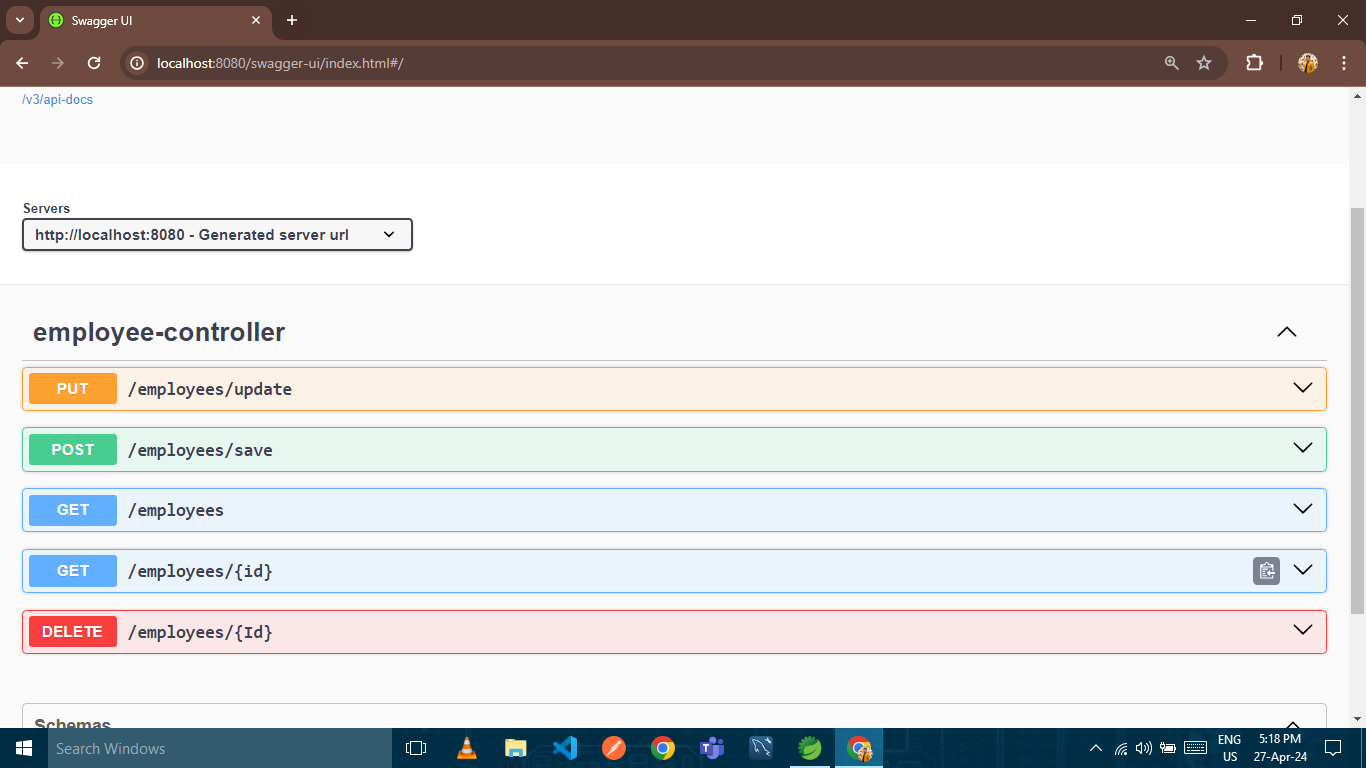 Swagger UI
localhost:8080/swagger-ui/index.html#/
/v3/api-docs
Servers
http://localhost:8080 - Generated server url
employee-controller
PUT /employees/update
POST /employees/save
GET /employees
GET /employees/{id}
DELETE /employees/{Id}
Schemas
Search Windows
ENG
US
5:18 PM
27-Apr-24